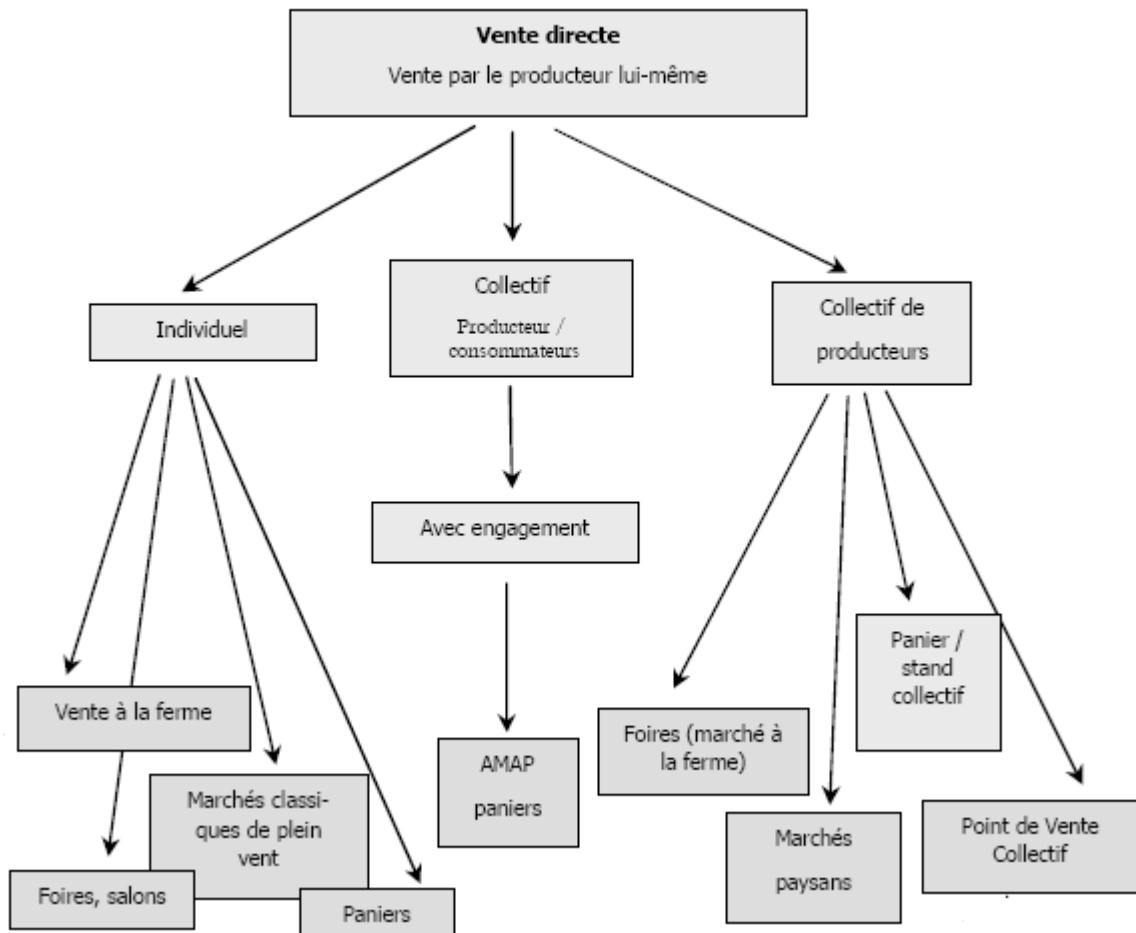 Vente directe
Vente par le producteur lui-même
Individuel
Collectif
Producteur /
consommateurs
Collectif de
producteurs
Avec engagement
Vente à la ferme
Foires, salons
Marchés classi-
ques de plein
vent
Paniers
AMAP
paniers
Foires (marché à
la ferme)
Marchés
paysans
Panier /
stand
collectif
Point de Vente
Collectif